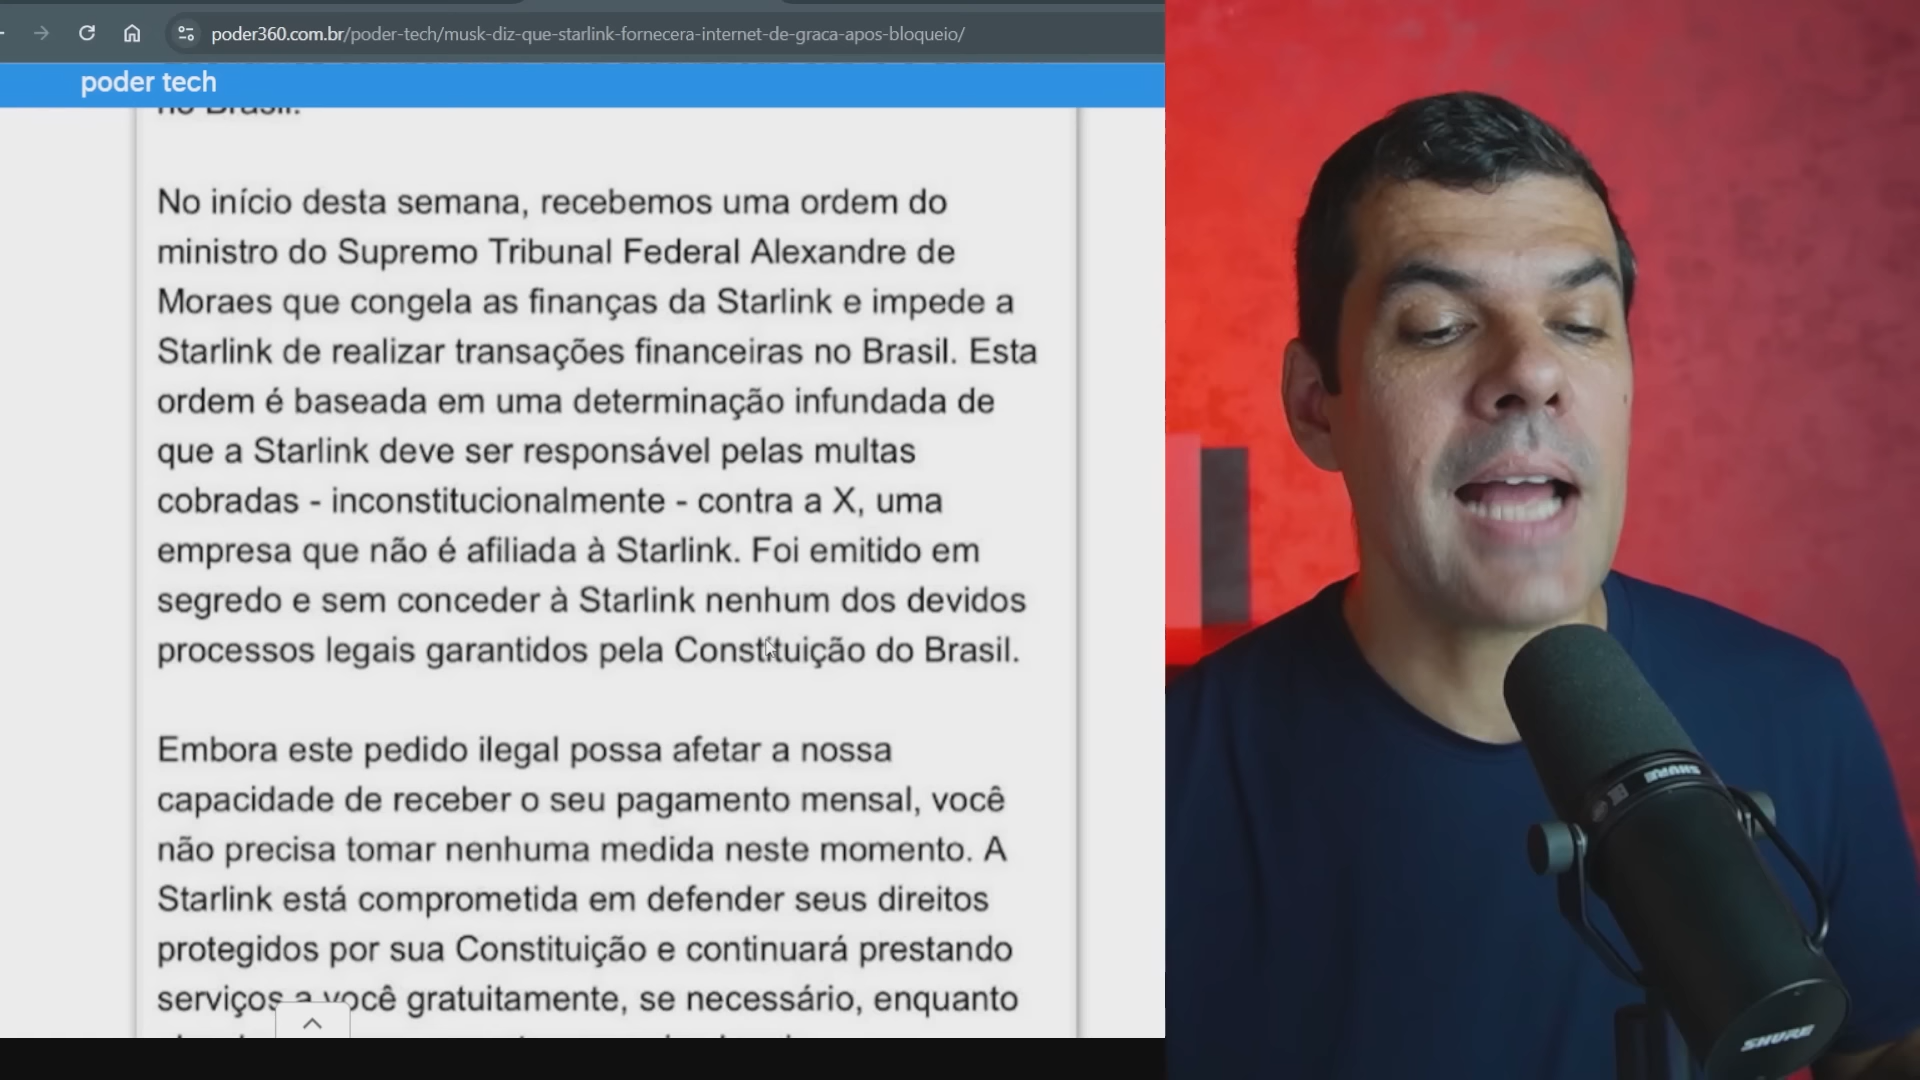 poder360.com.br/poder-tech/musk-diz-que-starlink-fornecera-internet-de-graca-apos-bloqueio/
poder tech
no Brasil.
No início desta semana, recebemos uma ordem do
ministro do Supremo Tribunal Federal Alexandre de
Moraes que congela as finanças da Starlink e impede a
Starlink de realizar transações financeiras no Brasil. Esta
ordem é baseada em uma determinação infundada de
que a Starlink deve ser responsável pelas multas
cobradas - inconstitucionalmente - contra a X, uma
empresa que não é afiliada à Starlink. Foi emitido em
segredo e sem conceder à Starlink nenhum dos devidos
processos legais garantidos pela Constituição do Brasil.
Embora este pedido ilegal possa afetar a nossa
capacidade de receber o seu pagamento mensal, você
não precisa tomar nenhuma medida neste momento. A
Starlink está comprometida em defender seus direitos
protegidos por sua Constituição e continuará prestando
serviços a você gratuitamente, se necessário, enquanto
SHURE
SHURE